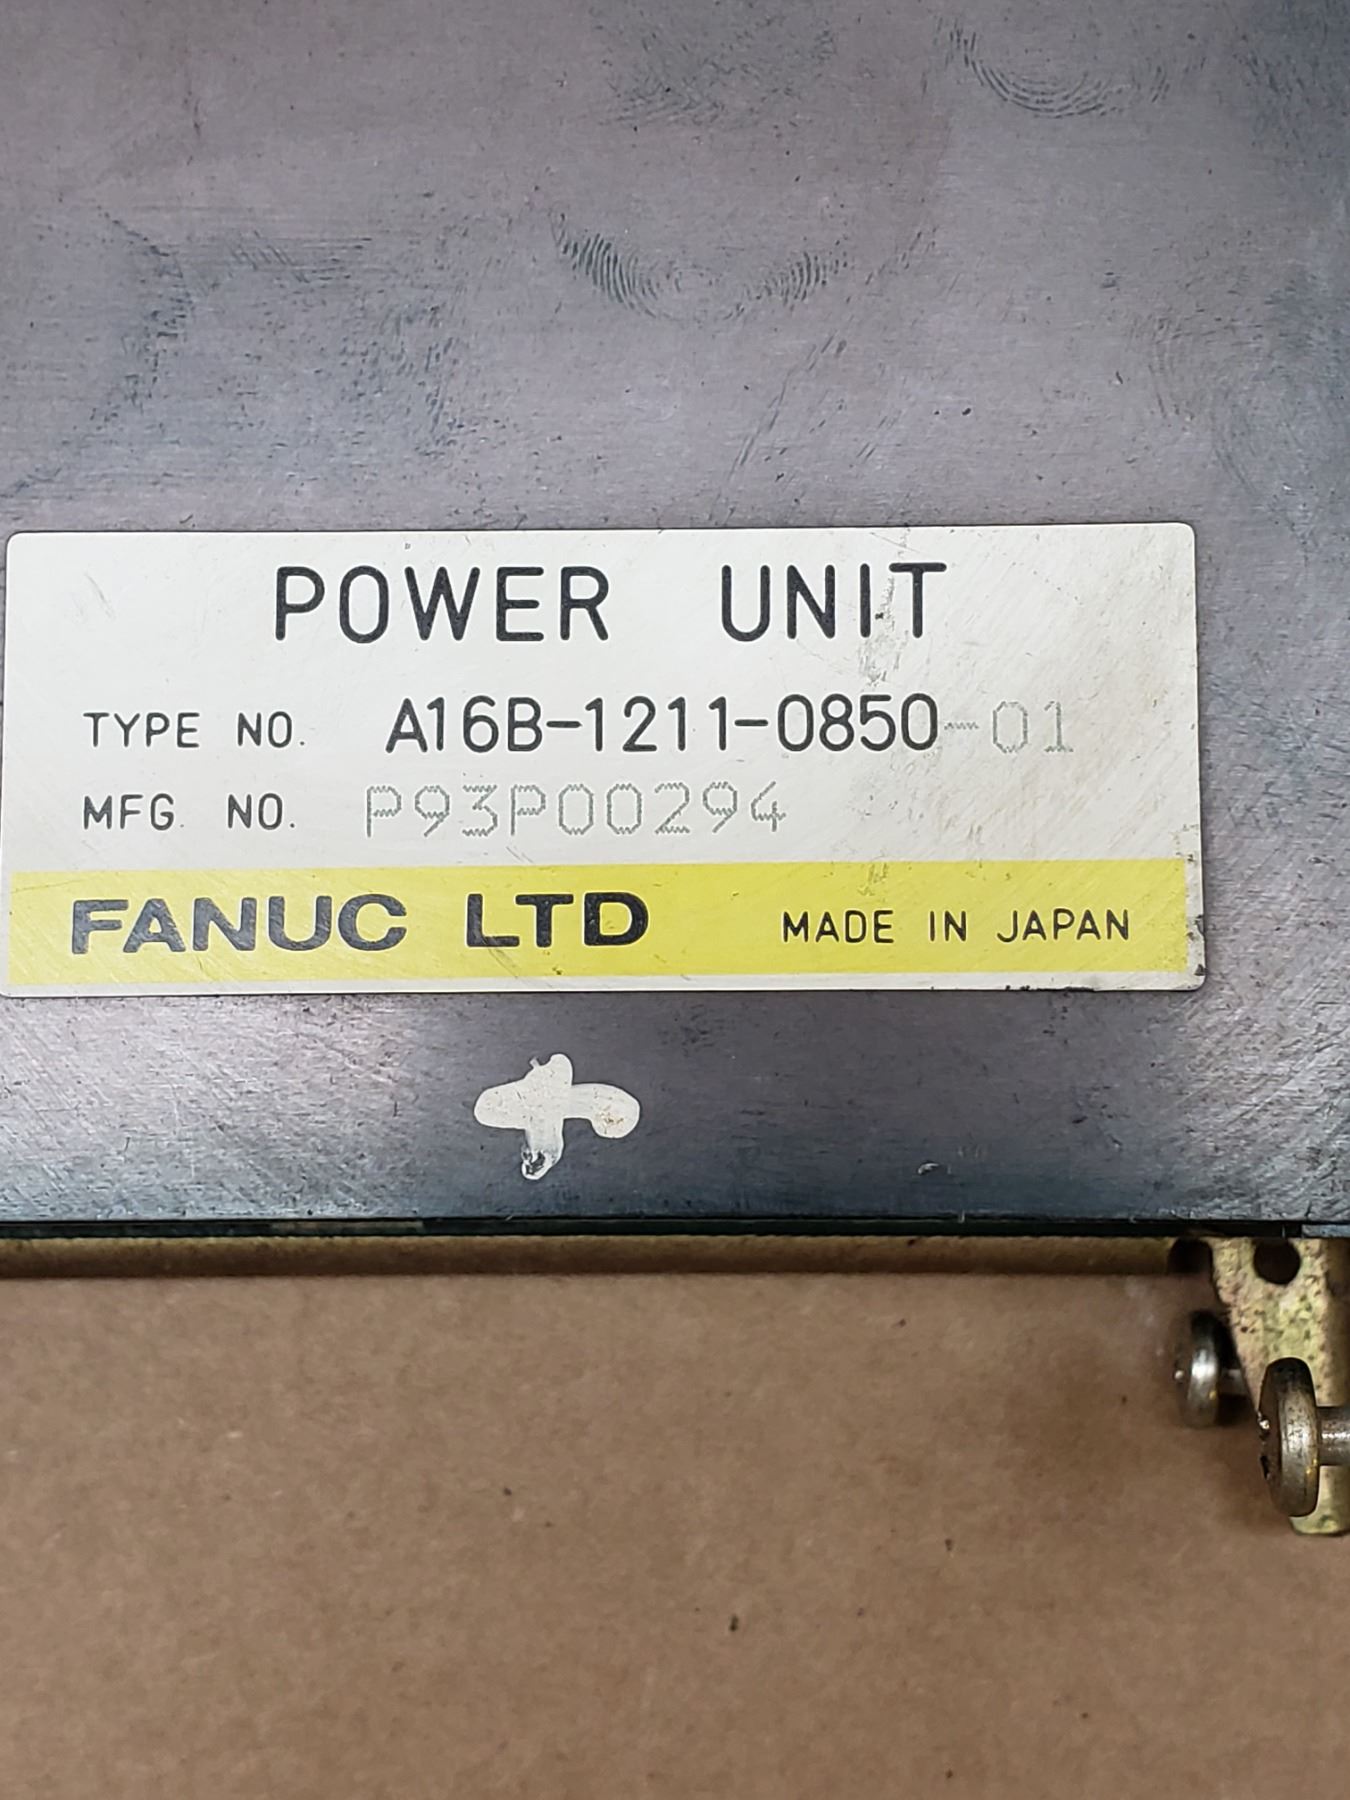 POWER UNIT
TYPE NO. A16B-1211-0850-01
MFG. NO. P93P00294
FANUC LTD MADE IN JAPAN